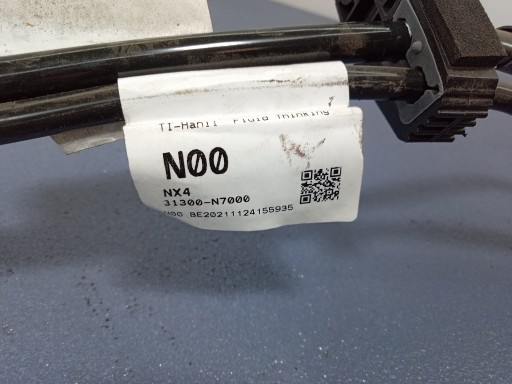 TI-Hanil "Fluid Thinking"
N00
NX4
31300-N7000
N00 BE20211124155935